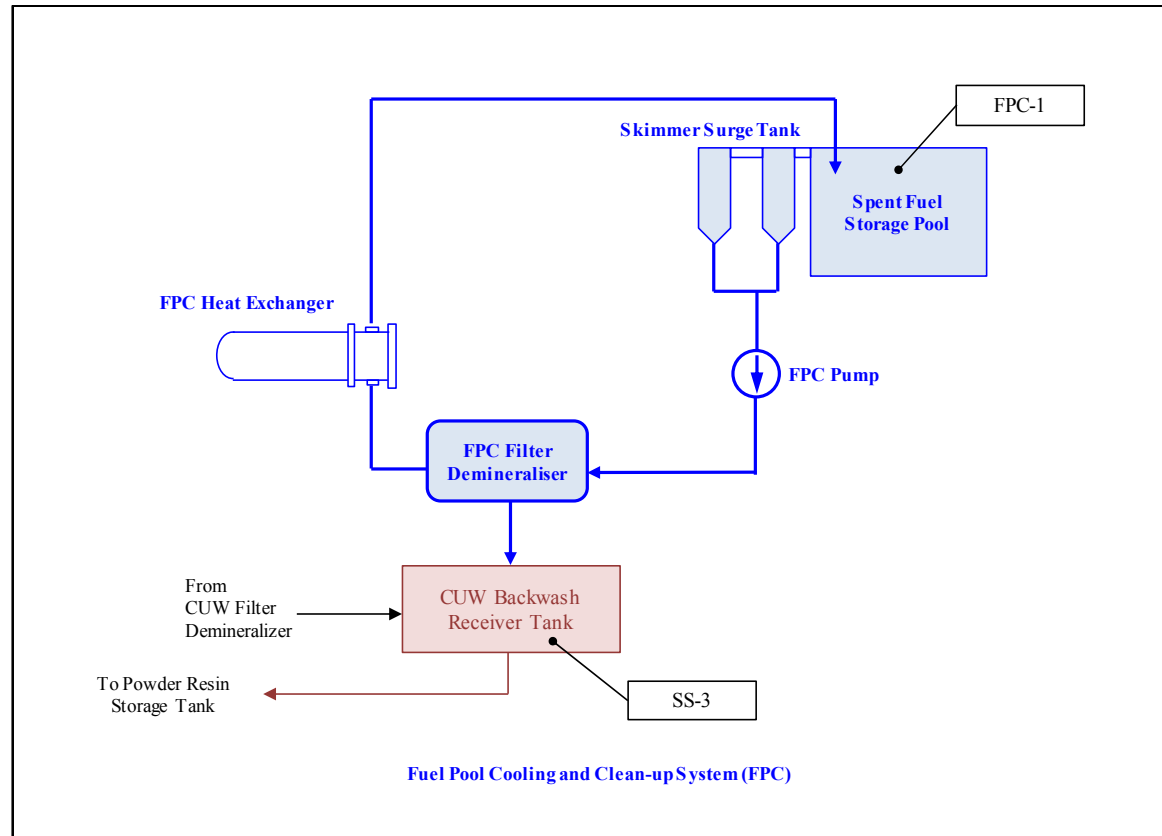 FPC-1
Skimmer Surge Tank
Spent Fuel
Storage Pool
FPC Heat Exchanger
FPC Pump
FPC Filter
Demineraliser
From
CUW Filter
Demineralizer
CUW Backwash
Receiver Tank
To Powder Resin
Storage Tank
SS-3
Fuel Pool Cooling and Clean-up System (FPC)